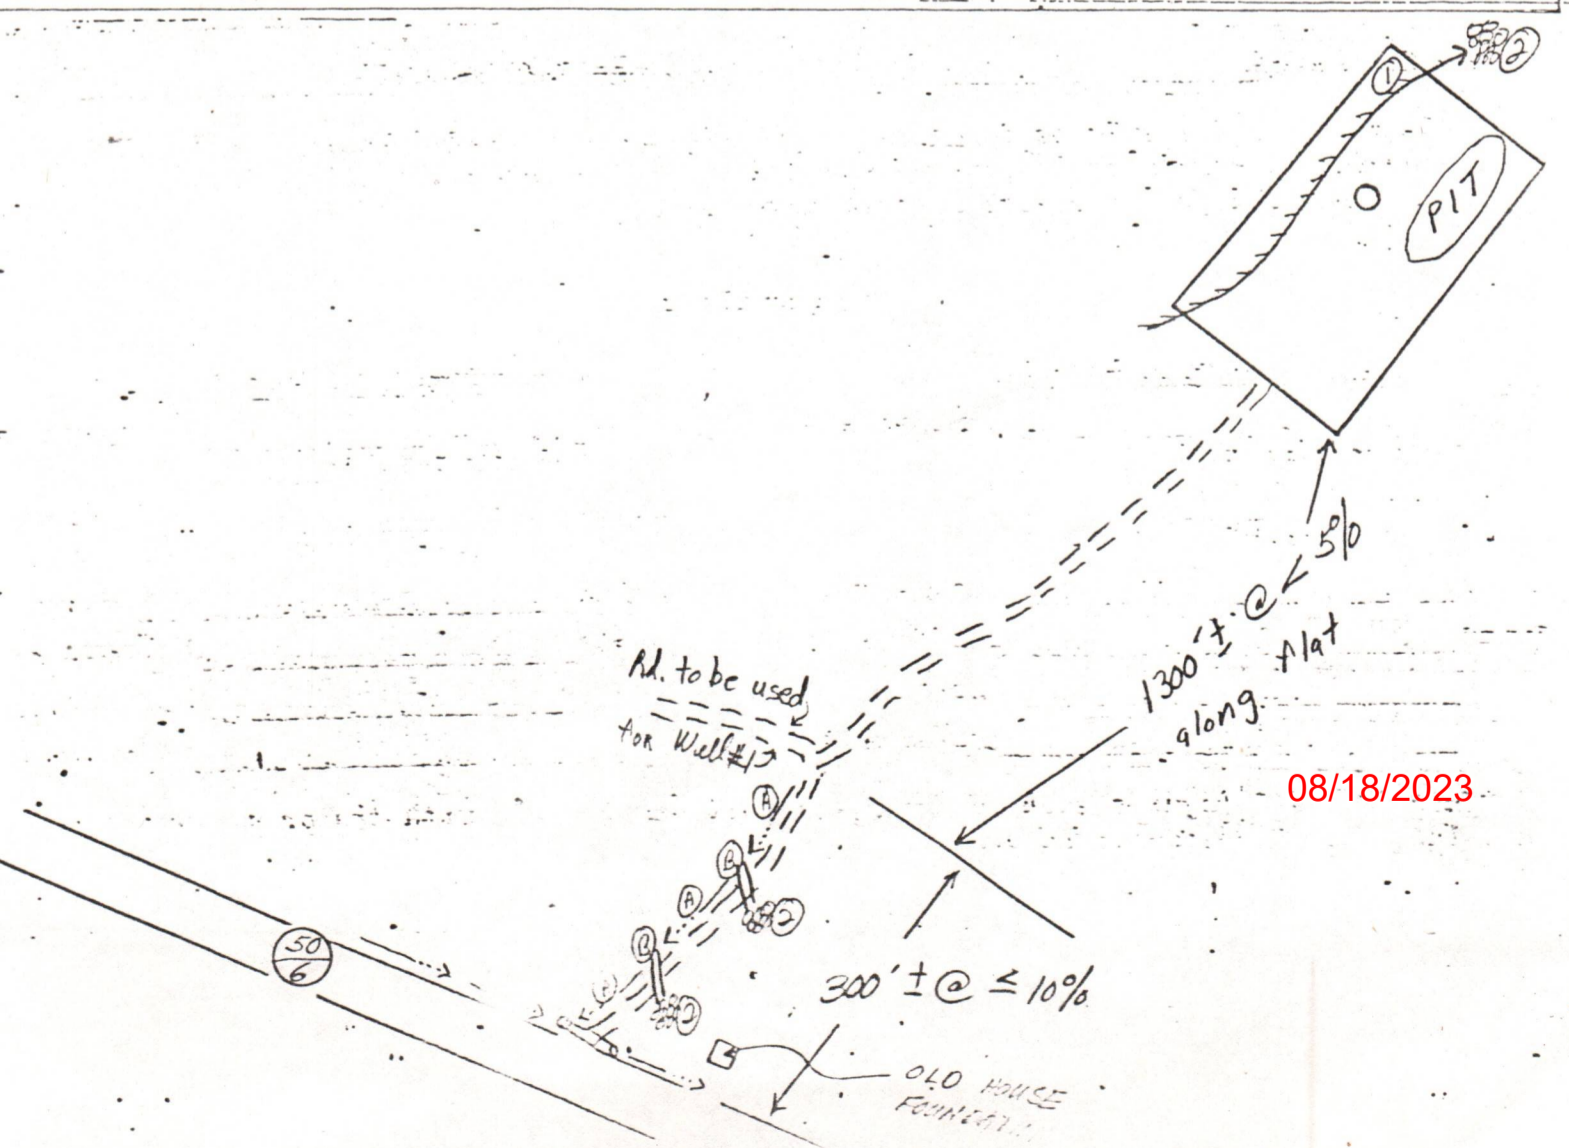 ①
②
PIT
< 5%
1300'± @
along flat
Rd. to be used
for Well #1
08/18/2023
Ⓐ
Ⓑ
Ⓐ
②
50
6
②
300' ± @ ≤ 10%
OLD HOUSE